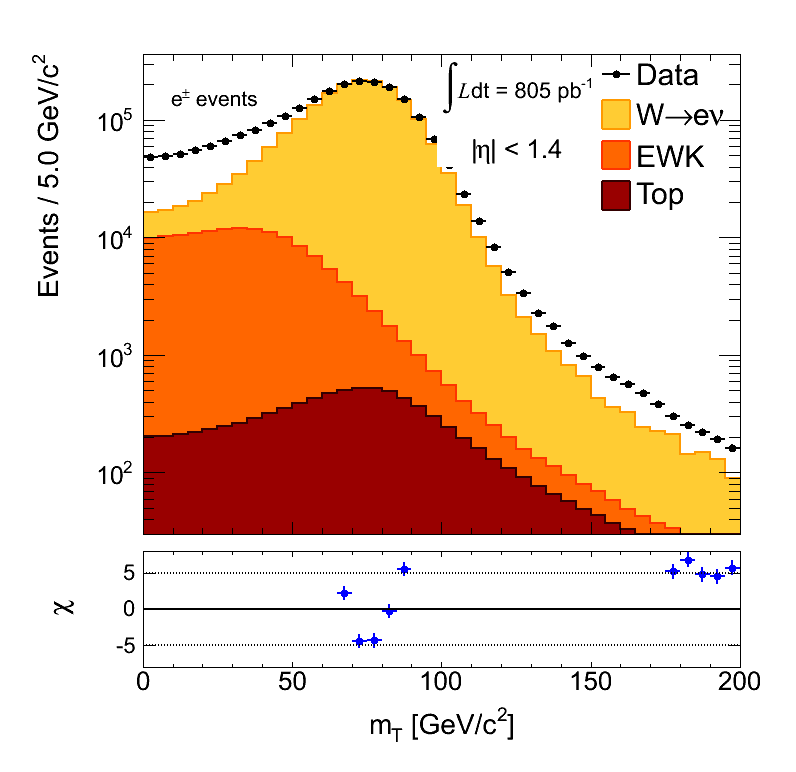 Events / 5.0 GeV/c²
10⁵
10⁴
10³
10²
e± events
∫Ldt = 805 pb⁻¹
|η| < 1.4
Data
W→eν
EWK
Top
χ
5
0
-5
0 50 100 150 200
m_T [GeV/c²]